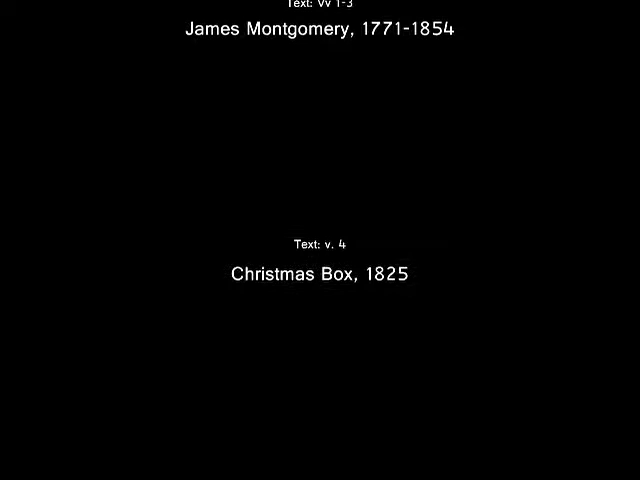 Text: Vv 1-3
James Montgomery, 1771-1854
Text: v. 4
Christmas Box, 1825